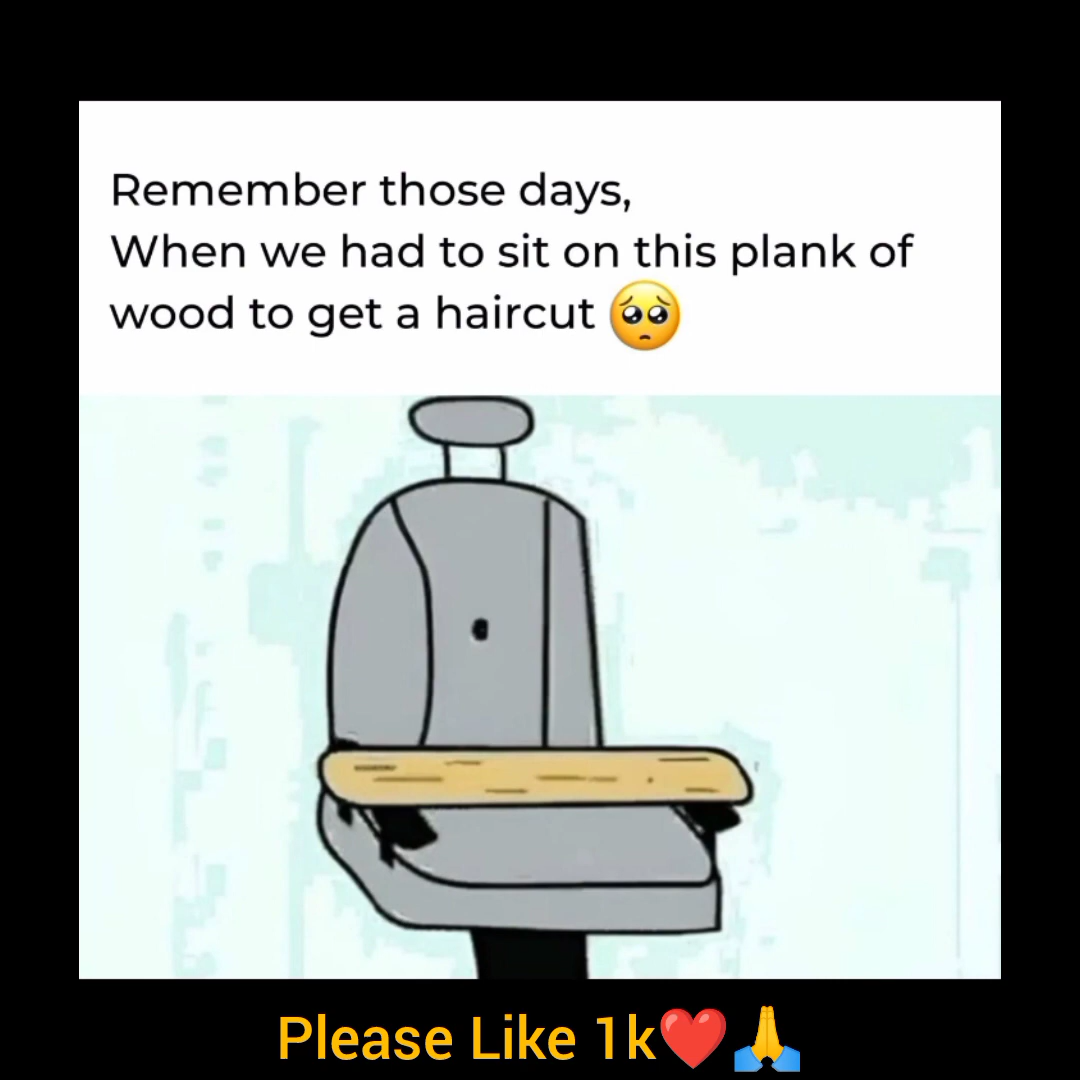 Remember those days,
When we had to sit on this plank of
wood to get a haircut 🥺
Please Like 1k❤️🙏